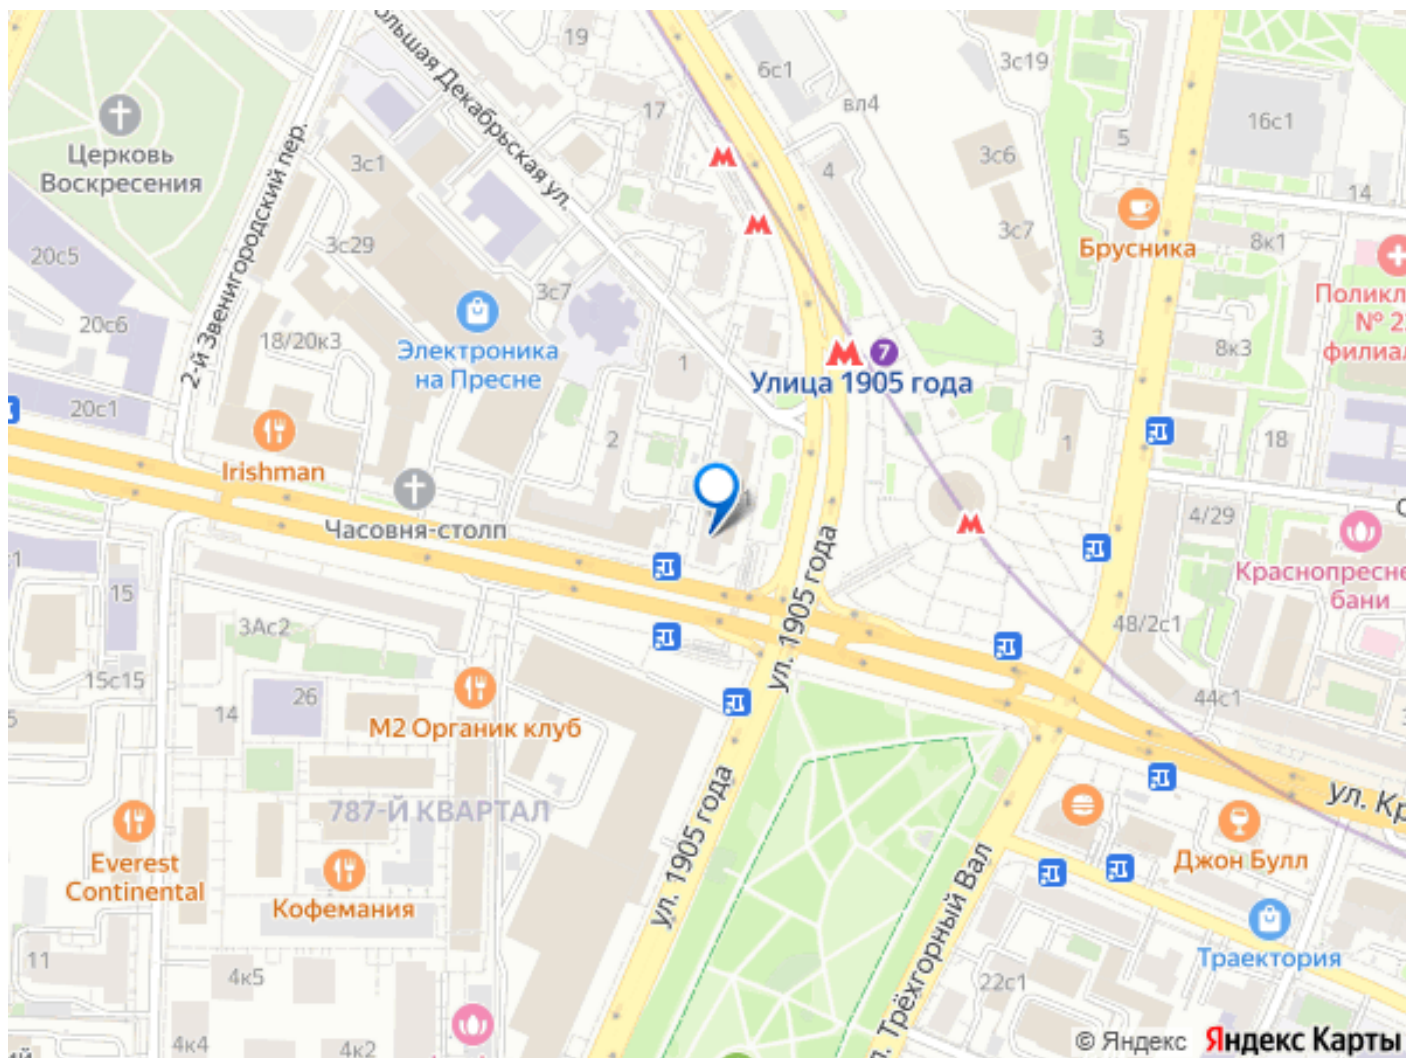 19
6с1
3с19
вл4
17
5
16с1
Большая Декабрьская ул.
Церковь
Воскресения
3с1
3с6
4
14
2-й Звенигородский пер.
20с5
3с29
3с7
3с7
Брусника
8к1
3с7
Поликл
№ 2
филиал
20с6
18/20к3
Электроника
на Пресне
1
7
Улица 1905 года
3
8к3
20с1
2
1
18
Irishman
1
4/29
Часовня-столп
Краснопресне
бани
ул. 1905 года
15
3Ас2
48/2с1
15с15
26
14
44с1
М2 Органик клуб
787-Й КВАРТАЛ
ул. Кр
Everest
Continental
Кофемания
ул. 1905 года
Джон Булл
Трёхгорный Вал
Траектория
11
4к5
22с1
4к4
4к2
© Яндекс Яндекс Карты